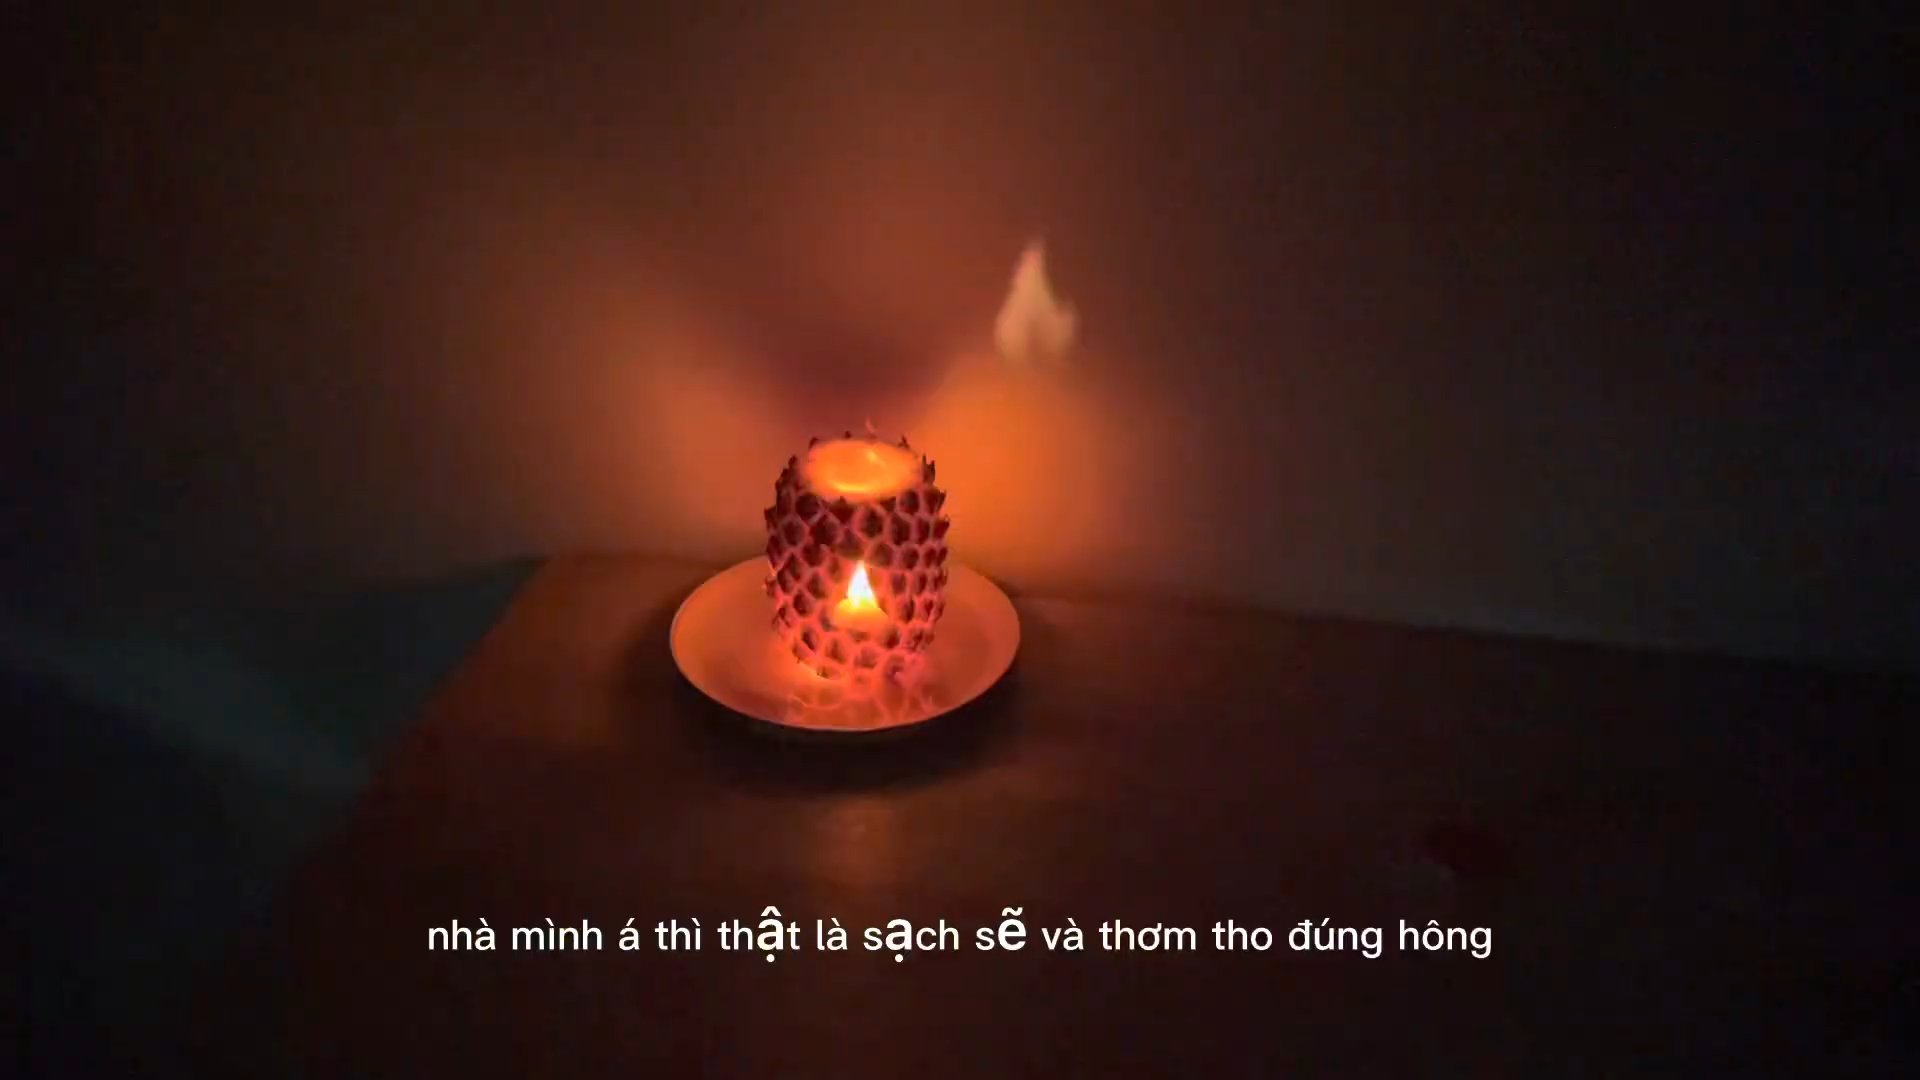 nhà mình á thì thật là sạch sẽ và thơm tho đúng hông